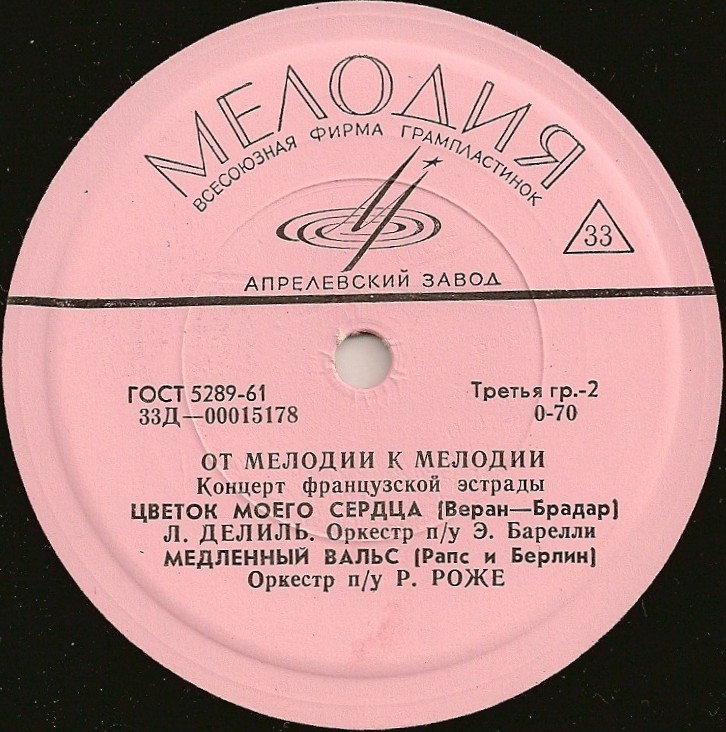 МЕЛОДИЯ
ВСЕСОЮЗНАЯ ФИРМА ГРАМПЛАСТИНОК
33
АПРЕЛЕВСКИЙ ЗАВОД
ГОСТ 5289-61
Третья гр.-2
33Д—00015178
0-70
ОТ МЕЛОДИИ К МЕЛОДИИ
Концерт французской эстрады
ЦВЕТОК МОЕГО СЕРДЦА (Веран—Брадар)
Л. ДЕЛИЛЬ. Оркестр п/у Э. Барелли
МЕДЛЕННЫЙ ВАЛЬС (Рапс и Берлин)
Оркестр п/у Р. РОЖЕ